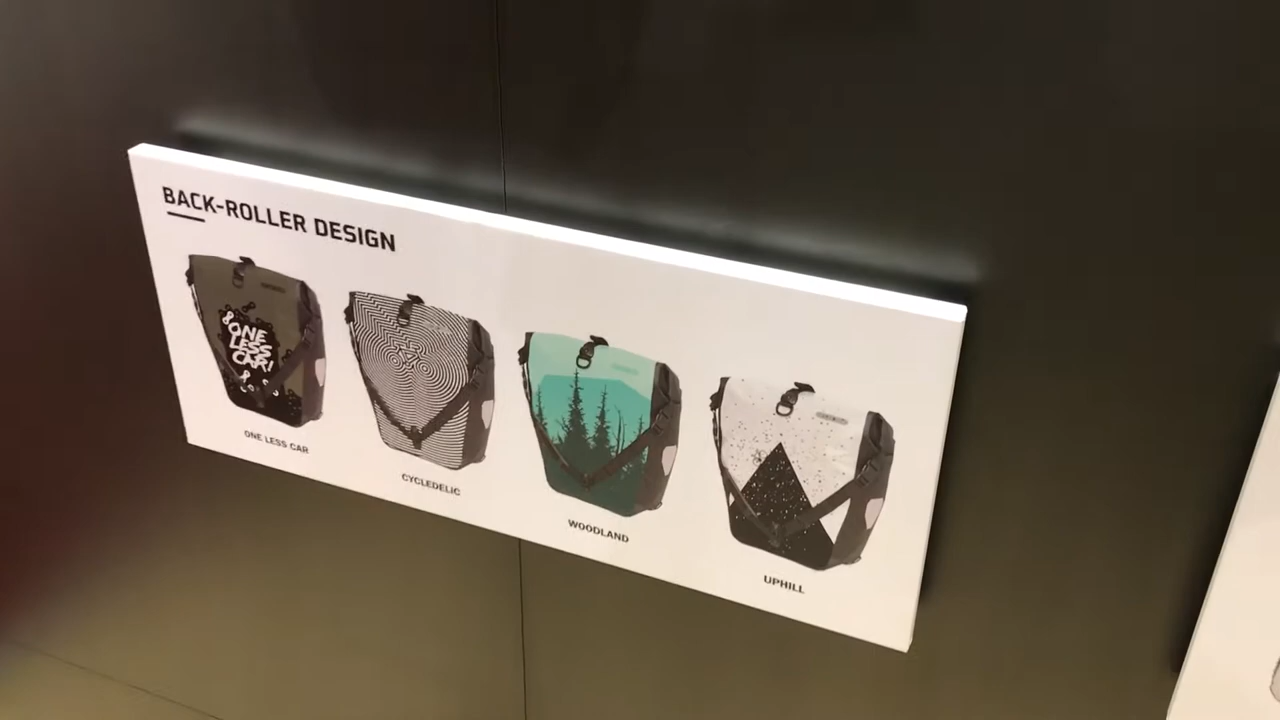 BACK-ROLLER DESIGN
ONE
LESS
CAR!
ONE LESS CAR
CYCLEDELIC
WOODLAND
UPHILL